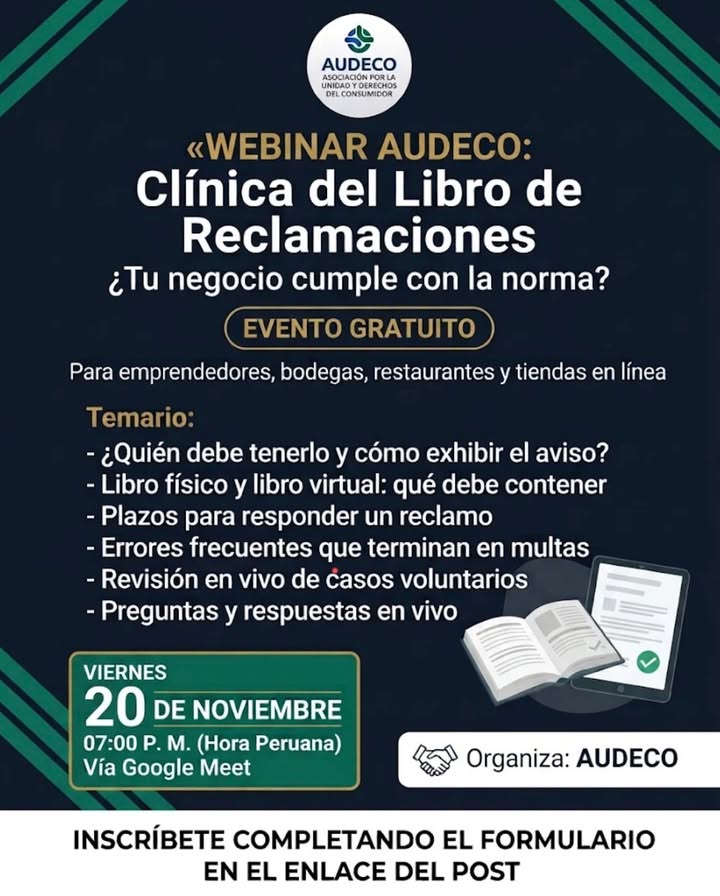 AUDECO
ASOCIACIÓN POR LA
UNIDAD Y DERECHOS
DEL CONSUMIDOR
«WEBINAR AUDECO:
Clínica del Libro de
Reclamaciones
¿Tu negocio cumple con la norma?
EVENTO GRATUITO
Para emprendedores, bodegas, restaurantes y tiendas en línea
Temario:
- ¿Quién debe tenerlo y cómo exhibir el aviso?
- Libro físico y libro virtual: qué debe contener
- Plazos para responder un reclamo
- Errores frecuentes que terminan en multas
- Revisión en vivo de casos voluntarios
- Preguntas y respuestas en vivo
VIERNES
20 DE NOVIEMBRE
07:00 P. M. (Hora Peruana)
Vía Google Meet
Organiza: AUDECO
INSCRÍBETE COMPLETANDO EL FORMULARIO
EN EL ENLACE DEL POST